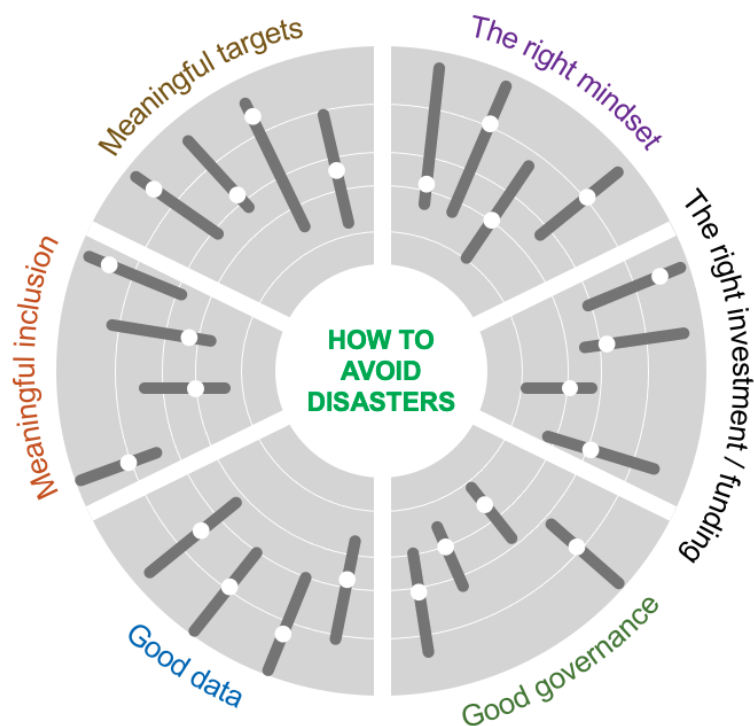 Meaningful targets
The right mindset
The right investment / funding
Good governance
Good data
Meaningful inclusion
HOW TO
AVOID
DISASTERS